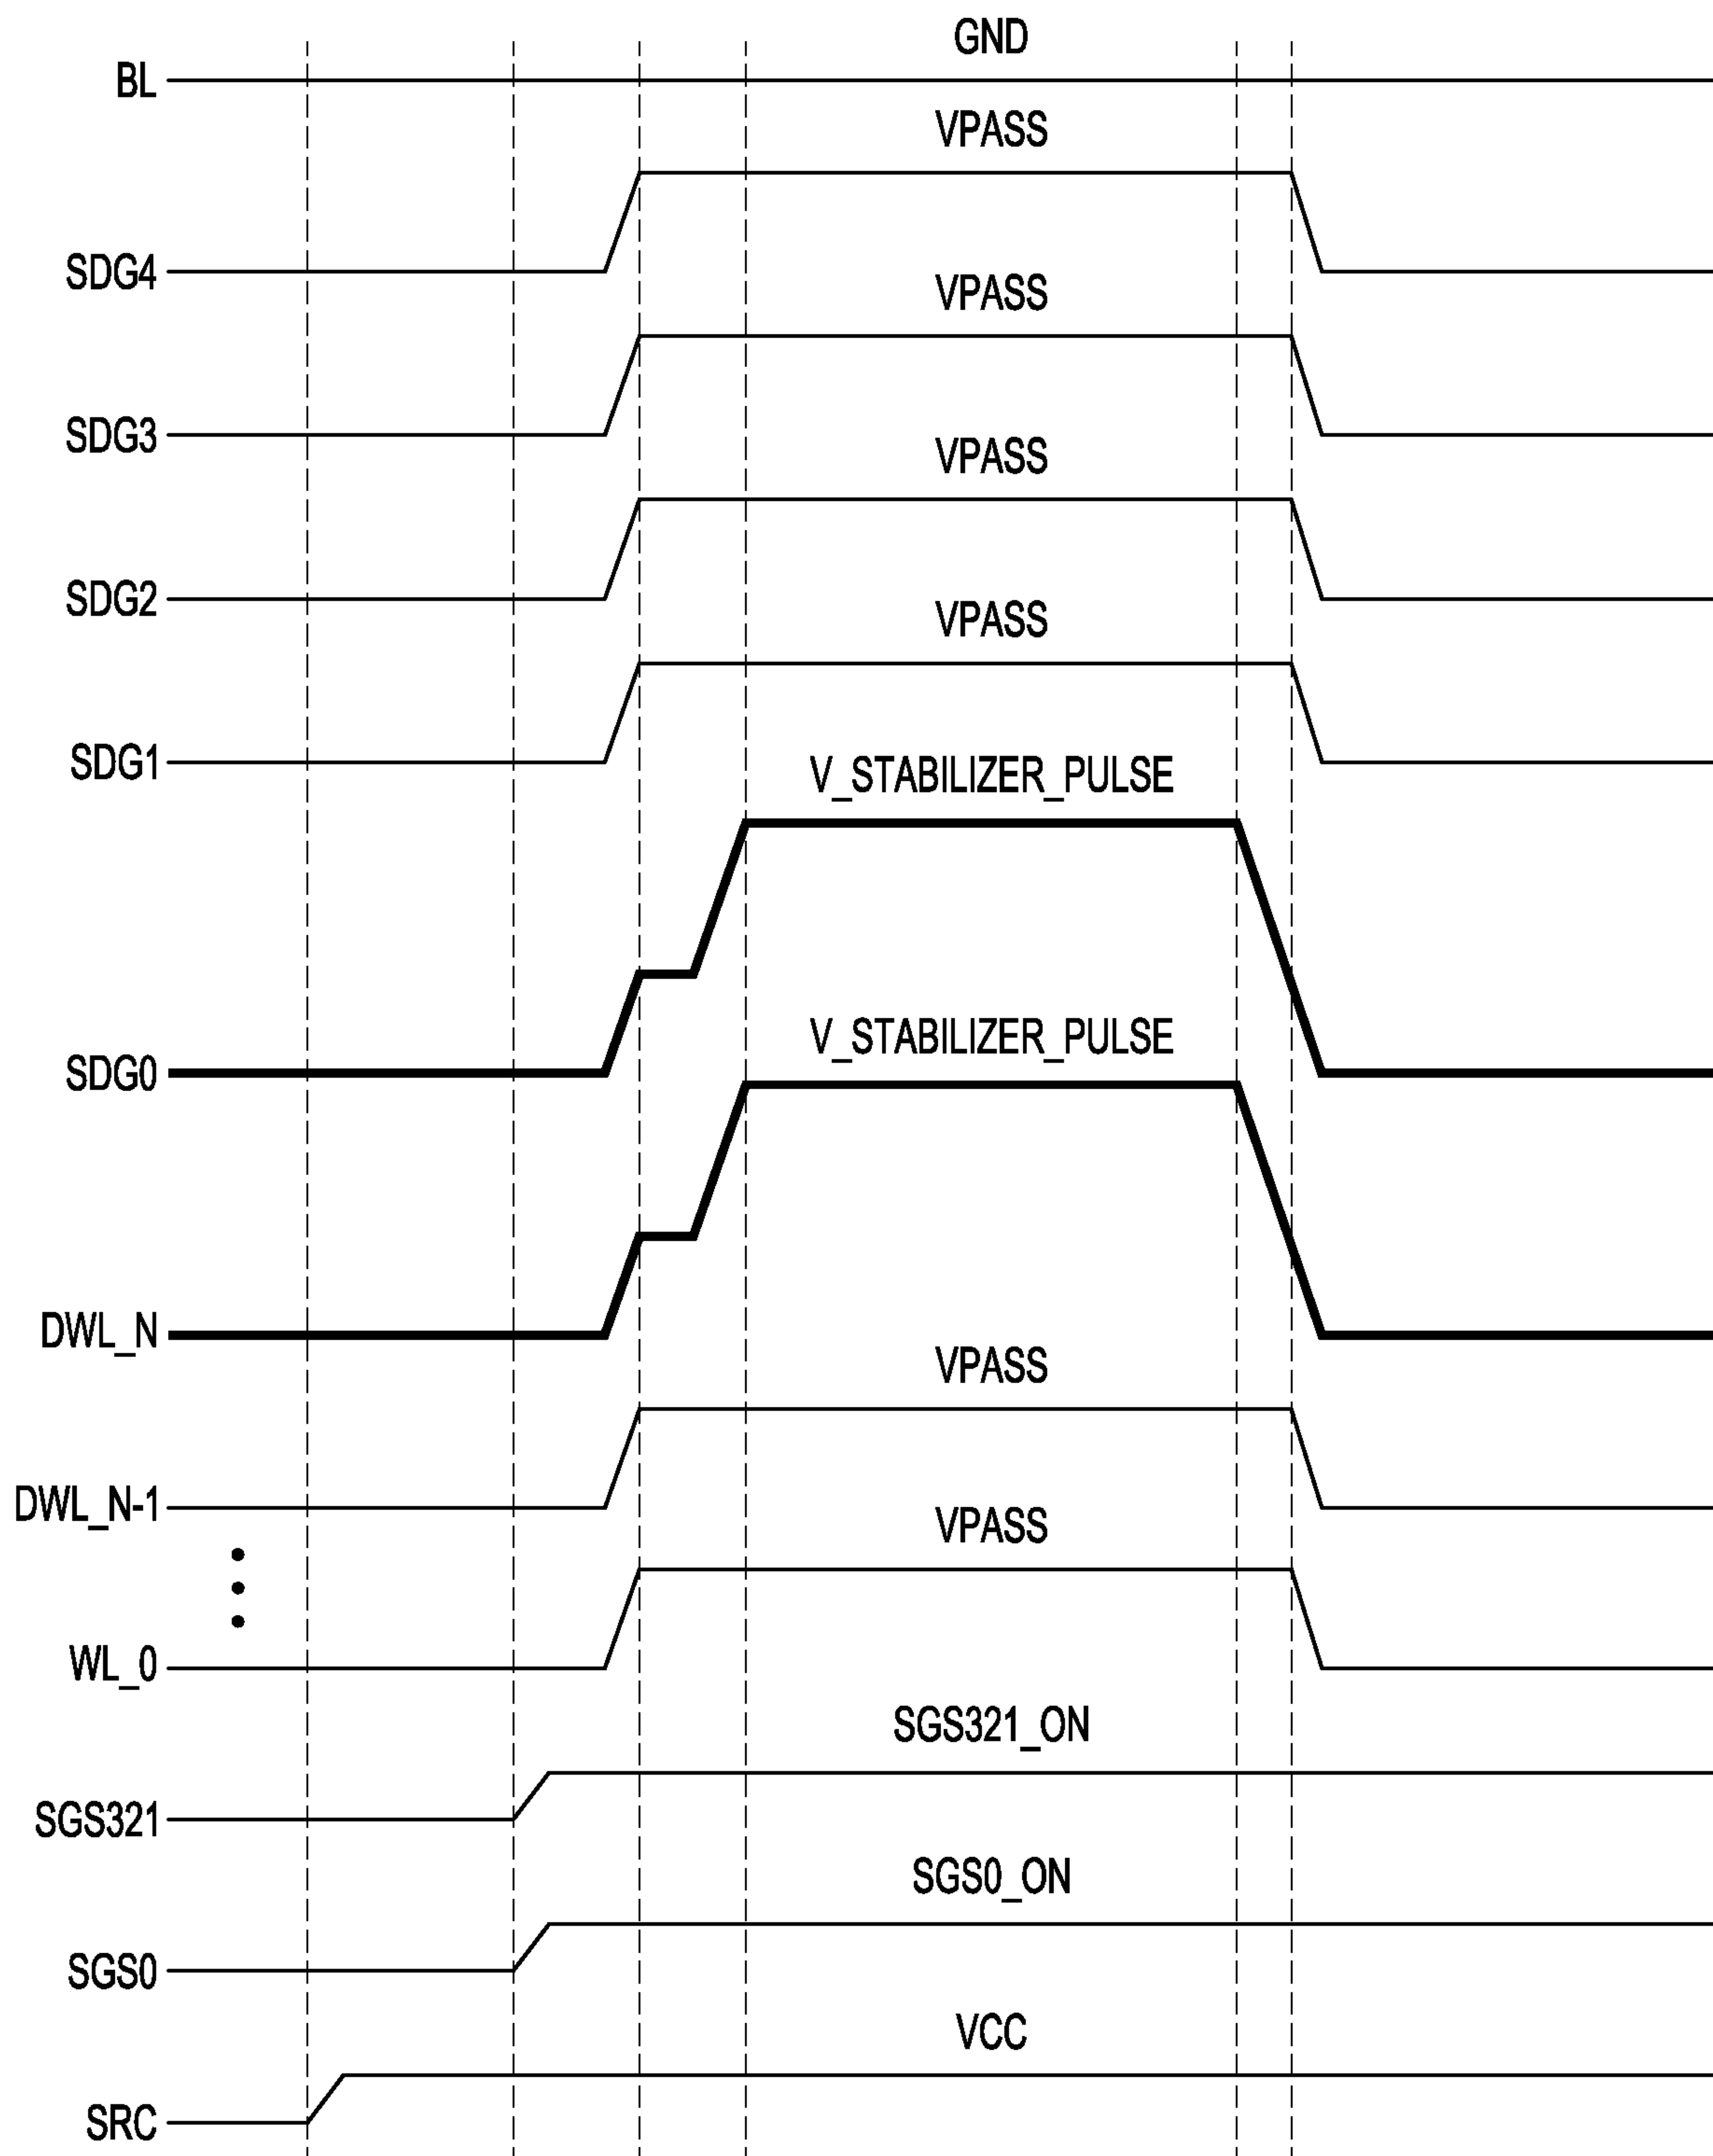 GND
BL
VPASS
SDG4
VPASS
SDG3
VPASS
SDG2
VPASS
SDG1
V_STABILIZER_PULSE
SDG0
V_STABILIZER_PULSE
DWL_N
VPASS
DWL_N-1
VPASS
WL_0
SGS321_ON
SGS321
SGS0_ON
SGS0
VCC
SRC